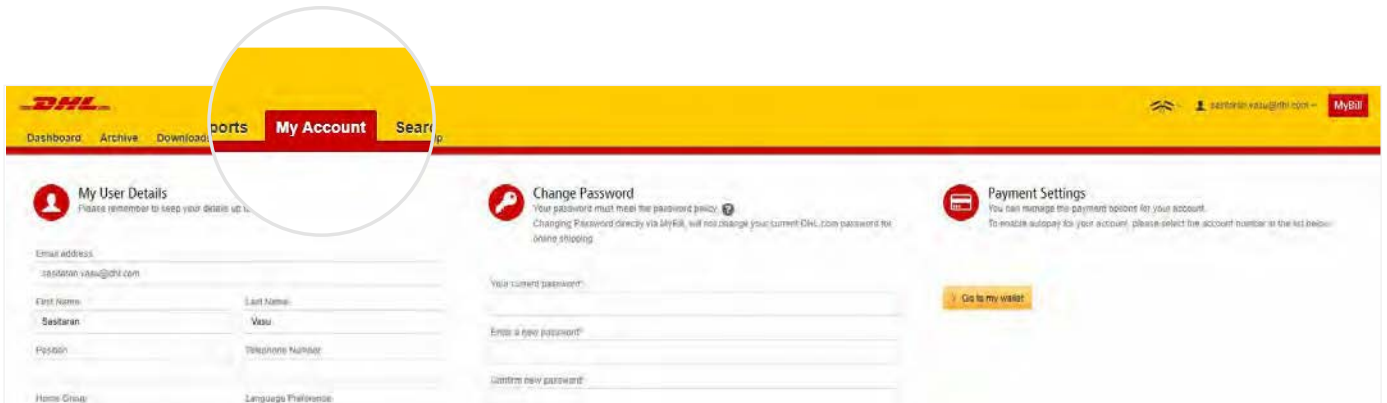 DHL
MyBill
Dashboard Archive Download
ports My Account Sear
lp
My User Details
Please remember to keep your details up
Email address
First Name Last Name
Sasitaran Vasu
Position Telephone Number
Home Group Language Preference
Change Password
Your password must meet the password policy
Changing Password directly via MyBill, will not change your current DHL.com password for
online shipping
Your current password*
Enter a new password*
Confirm new password
Payment Settings
You can manage the payment options for your account.
To enable autopay for your account, please select the account number in the list below
Go to my wallet